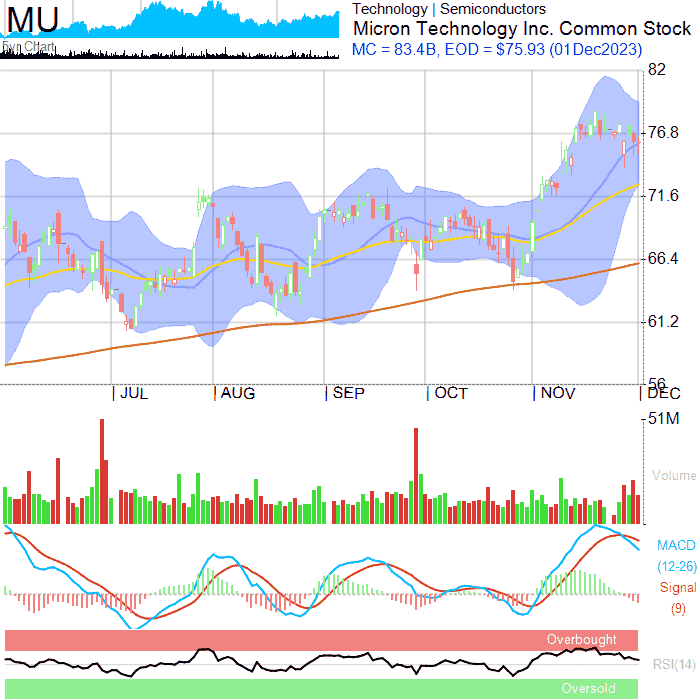 MU
5yr Chart
Technology | Semiconductors
Micron Technology Inc. Common Stock
MC = 83.4B, EOD = $75.93 (01Dec2023)
82
76.8
71.6
66.4
61.2
56
| JUL | AUG | SEP | OCT | NOV | DEC
51M
Volume
MACD
(12-26)
Signal
(9)
Overbought
RSI(14)
Oversold